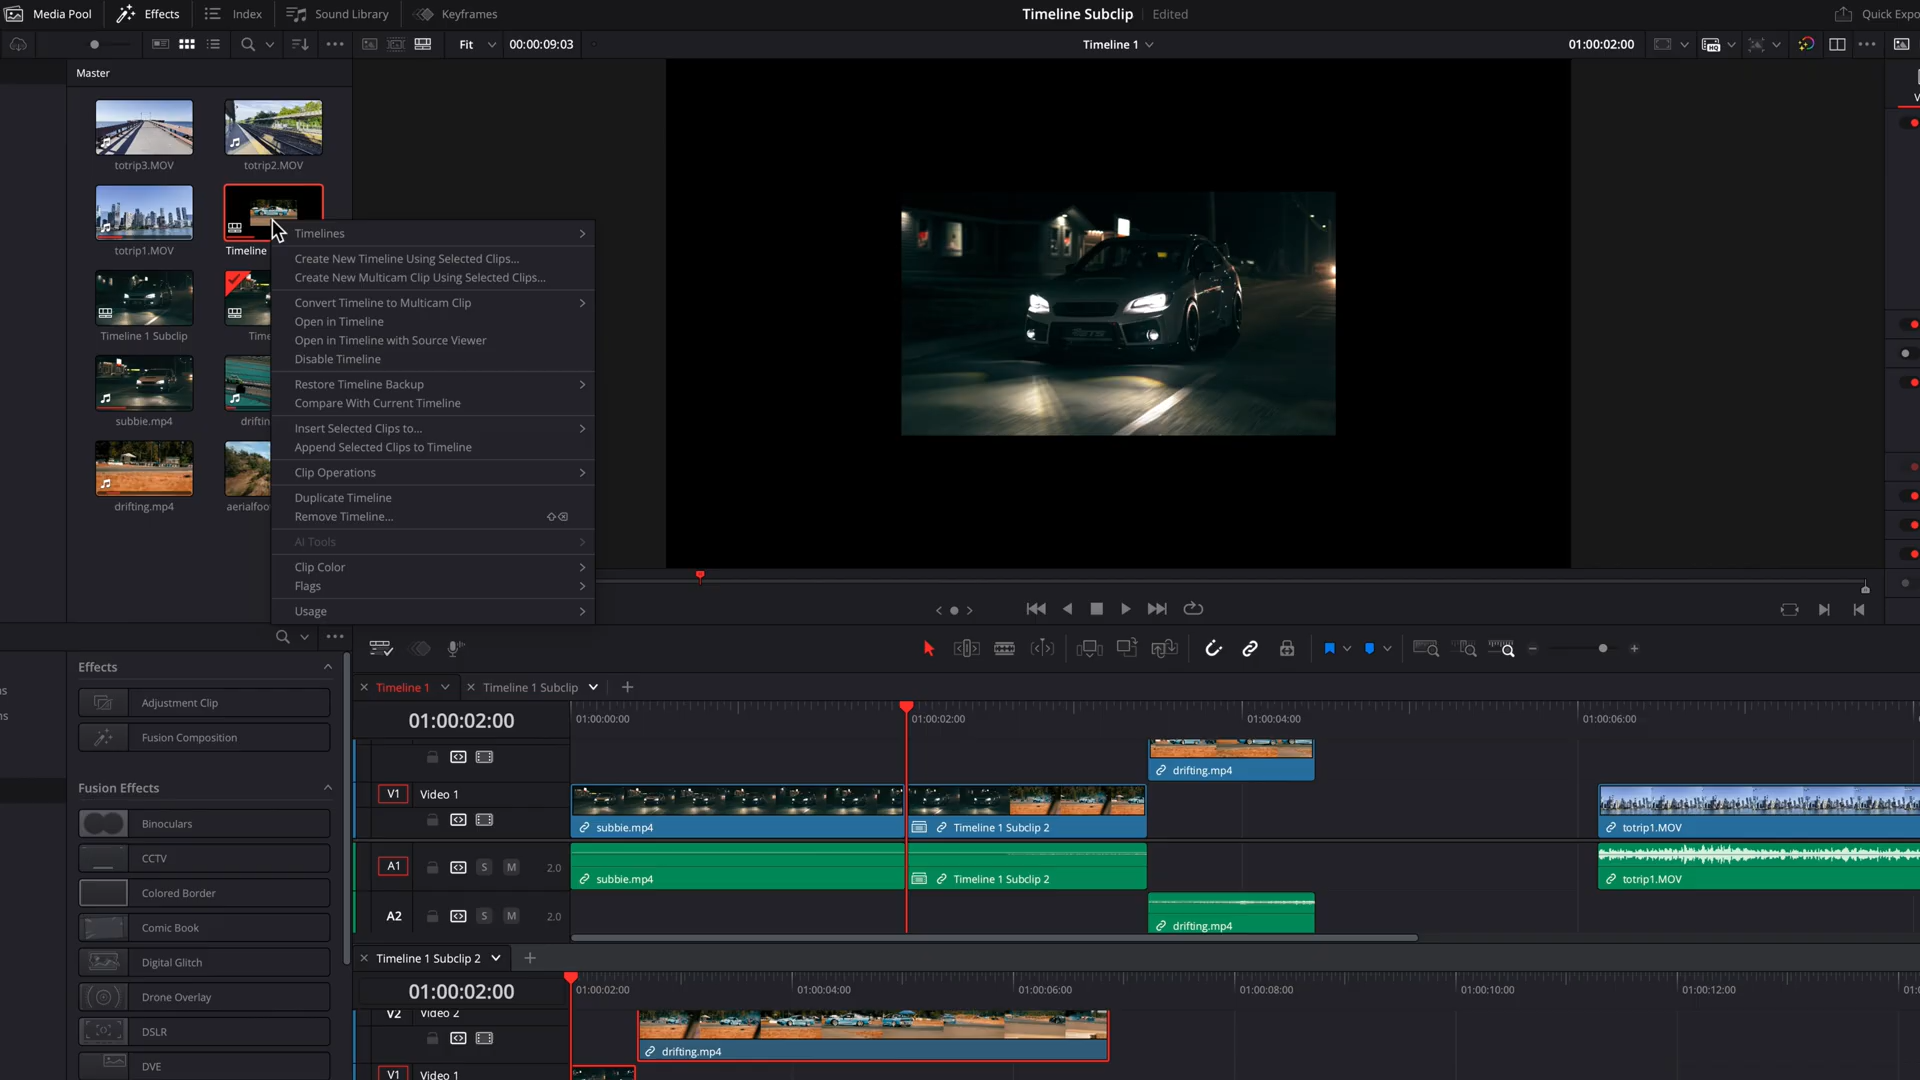 Media Pool
Effects
Index
Sound Library
Keyframes
Timeline Subclip
Edited
Quick Expo
Fit
00:00:09:03
Timeline 1
01:00:02:00
Master
totrip3.MOV
totrip2.MOV
totrip1.MOV
Timeline
Timeline 1 Subclip
Time
subbie.mp4
driftin
drifting.mp4
aerialfoo
Timelines
Create New Timeline Using Selected Clips...
Create New Multicam Clip Using Selected Clips...
Convert Timeline to Multicam Clip
Open in Timeline
Open in Timeline with Source Viewer
Disable Timeline
Restore Timeline Backup
Compare With Current Timeline
Insert Selected Clips to...
Append Selected Clips to Timeline
Clip Operations
Duplicate Timeline
Remove Timeline...
AI Tools
Clip Color
Flags
Usage
Effects
Adjustment Clip
Fusion Composition
Fusion Effects
Binoculars
CCTV
Colored Border
Comic Book
Digital Glitch
Drone Overlay
DSLR
DVE
Timeline 1
Timeline 1 Subclip
01:00:02:00
01:00:00:00
01:00:02:00
01:00:04:00
01:00:06:00
drifting.mp4
V1
Video 1
subbie.mp4
Timeline 1 Subclip 2
totrip1.MOV
A1
S
M
2.0
subbie.mp4
Timeline 1 Subclip 2
totrip1.MOV
A2
S
M
2.0
drifting.mp4
Timeline 1 Subclip 2
01:00:02:00
01:00:02:00
01:00:04:00
01:00:06:00
01:00:08:00
01:00:10:00
01:00:12:00
V2
Video 2
drifting.mp4
V1
Video 1